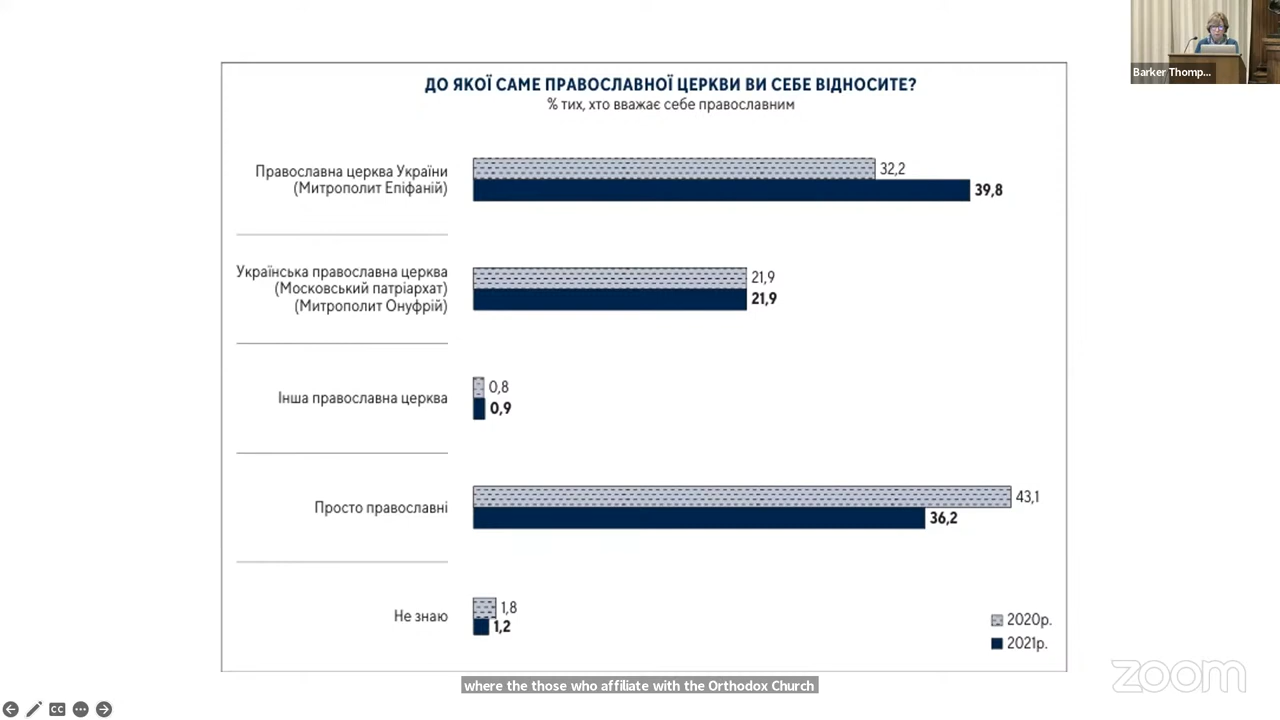 Barker Thomp...
ДО ЯКОЇ САМЕ ПРАВОСЛАВНОЇ ЦЕРКВИ ВИ СЕБЕ ВІДНОСИТЕ?
% тих, хто вважає себе православним
Православна церква України
(Митрополит Епіфаній)
32,2
39,8
Українська православна церква
(Московський патріархат)
(Митрополит Онуфрій)
21,9
21,9
Інша православна церква
0,8
0,9
Просто православні
43,1
36,2
Не знаю
1,8
1,2
2020р.
2021р.
where the those who affiliate with the Orthodox Church
zoom
CC